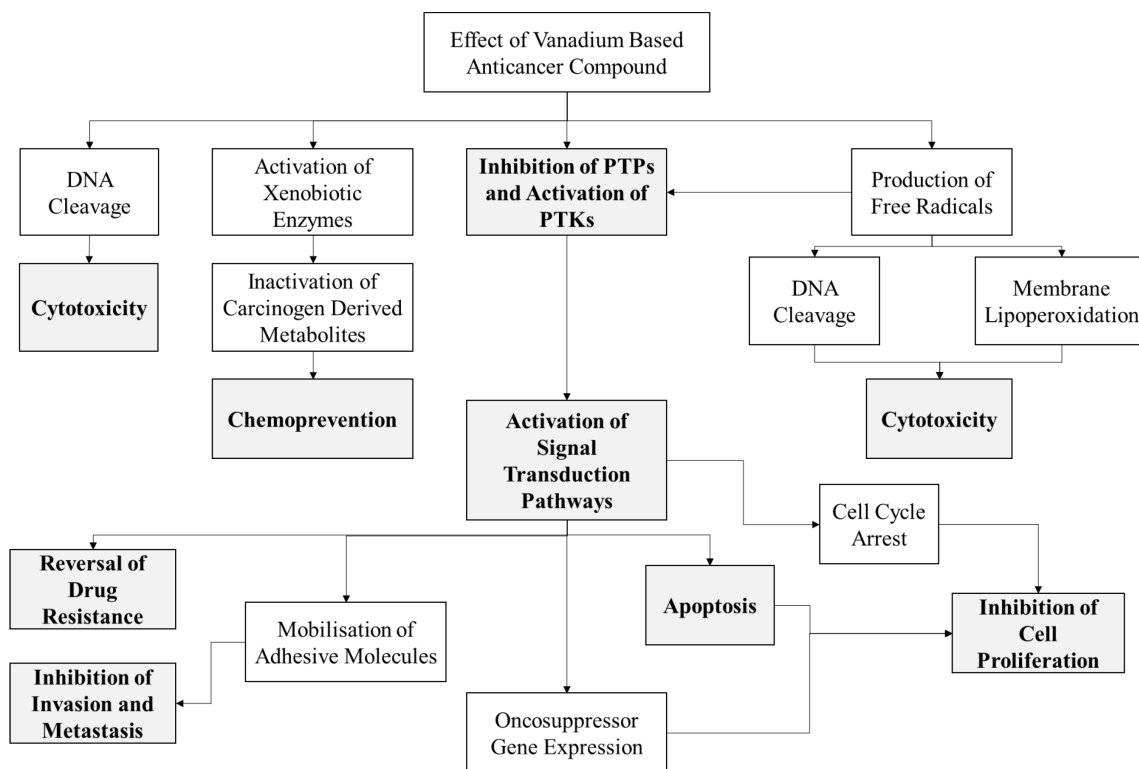 Effect of Vanadium Based
Anticancer Compound
DNA
Cleavage
Activation of
Xenobiotic
Enzymes
Inhibition of PTPs
and Activation of
PTKs
Production of
Free Radicals
Cytotoxicity
Inactivation of
Carcinogen Derived
Metabolites
DNA
Cleavage
Membrane
Lipoperoxidation
Chemoprevention
Activation of
Signal
Transduction
Pathways
Cytotoxicity
Cell Cycle
Arrest
Reversal of
Drug
Resistance
Mobilisation of
Adhesive Molecules
Apoptosis
Inhibition of
Cell
Proliferation
Inhibition of
Invasion and
Metastasis
Oncosuppressor
Gene Expression